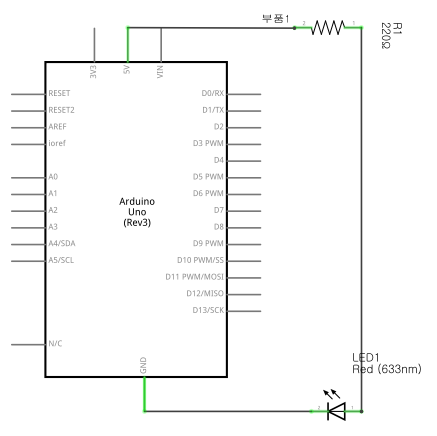 부품1
R1
220Ω
3V3
5V
VIN
RESET
RESET2
AREF
ioref
A0
A1
A2
A3
A4/SDA
A5/SCL
N/C
Arduino
Uno
(Rev3)
D0/RX
D1/TX
D2
D3 PWM
D4
D5 PWM
D6 PWM
D7
D8
D9 PWM
D10 PWM/SS
D11 PWM/MOSI
D12/MISO
D13/SCK
GND
LED1
Red (633nm)